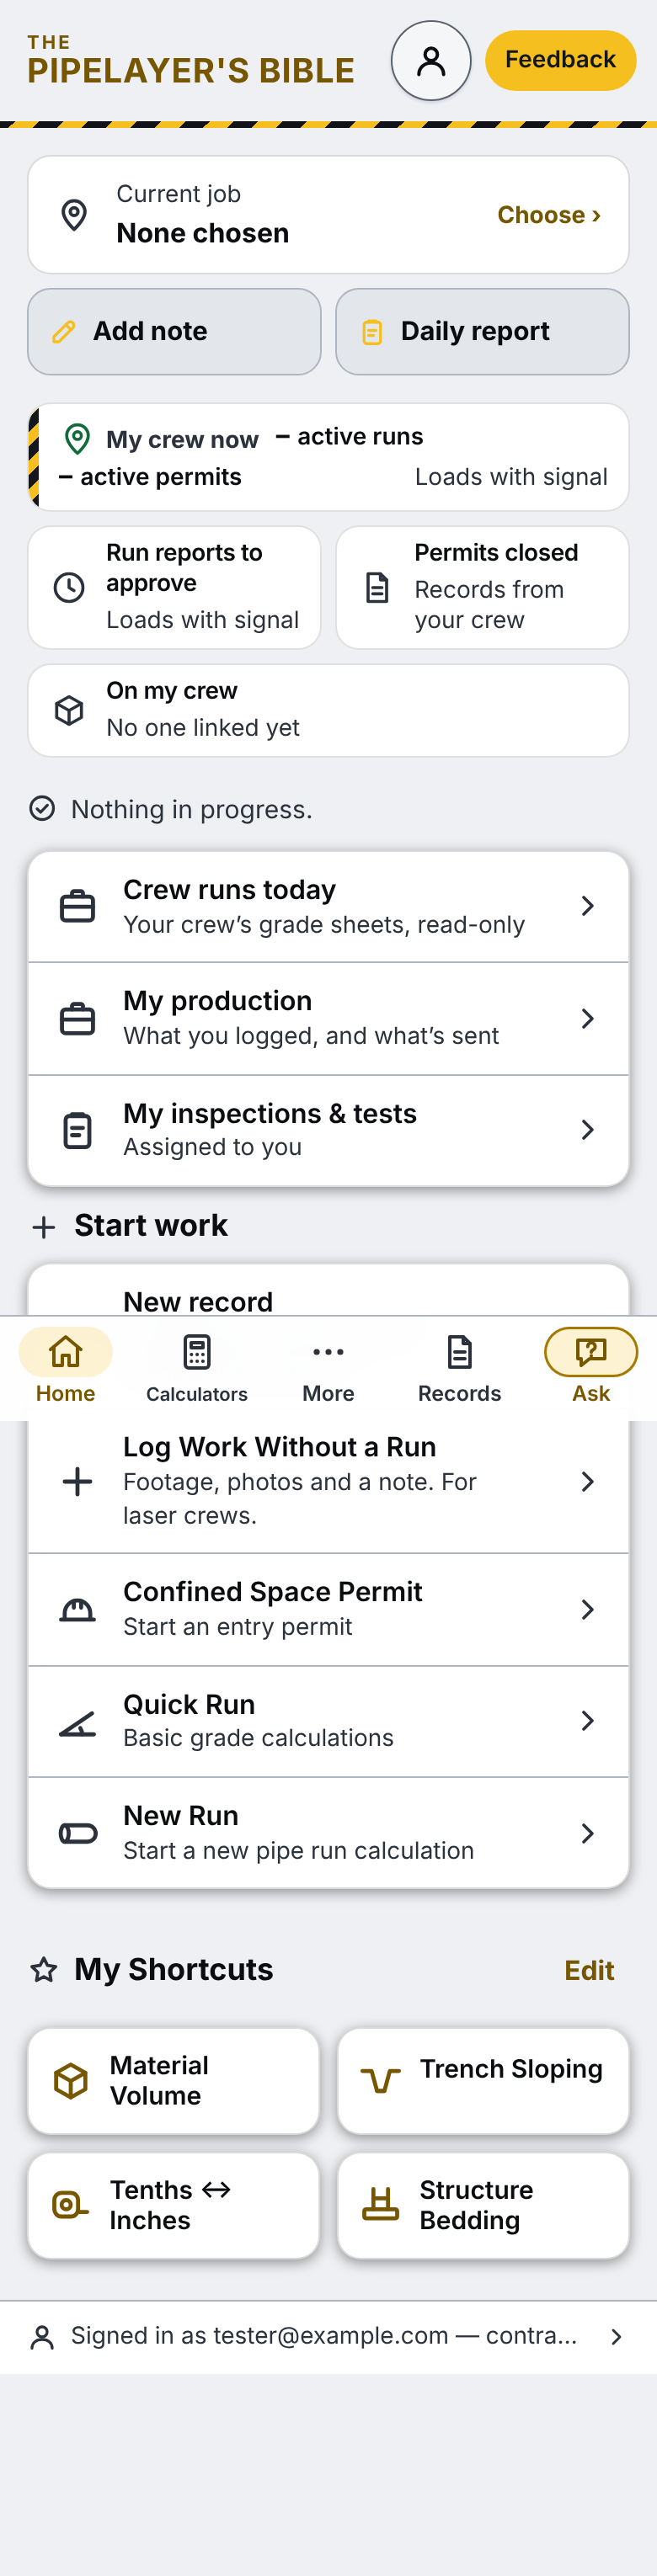 THE
PIPELAYER'S BIBLE
Feedback
Current job
None chosen
Choose ›
Add note
Daily report
My crew now – active runs
– active permits
Loads with signal
Run reports to
approve
Loads with signal
Permits closed
Records from
your crew
On my crew
No one linked yet
Nothing in progress.
Crew runs today
Your crew’s grade sheets, read-only
My production
What you logged, and what’s sent
My inspections & tests
Assigned to you
Start work
New record
Home
Calculators
More
Records
Ask
Log Work Without a Run
Footage, photos and a note. For
laser crews.
Confined Space Permit
Start an entry permit
Quick Run
Basic grade calculations
New Run
Start a new pipe run calculation
My Shortcuts
Edit
Material
Volume
Trench Sloping
Tenths ↔
Inches
Structure
Bedding
Signed in as tester@example.com — contra...